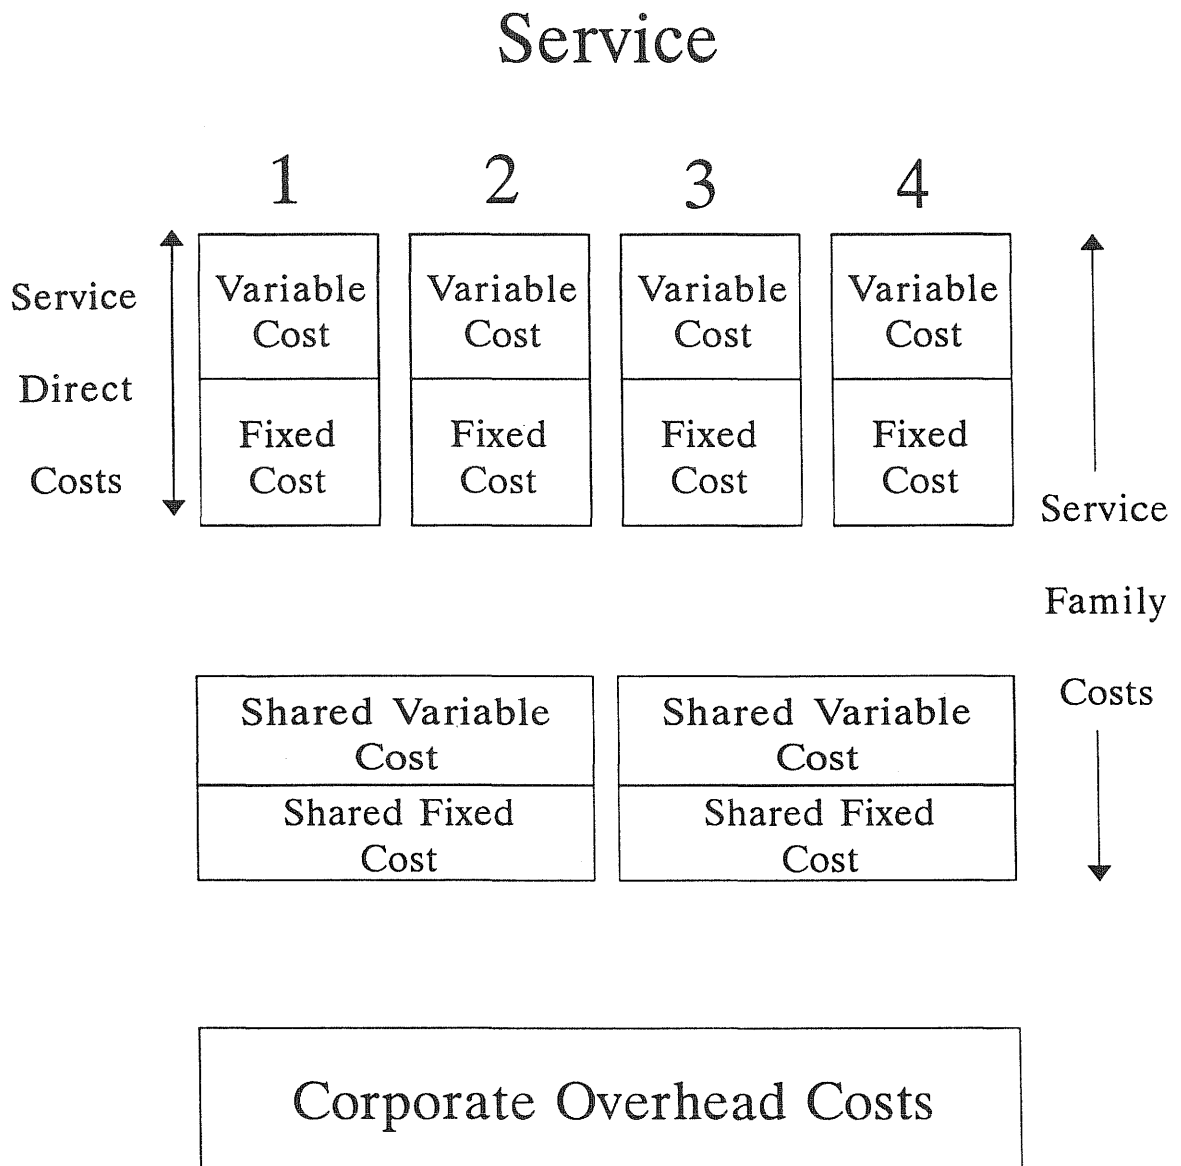 Service
1 2 3 4
Service
Direct
Costs
Variable
Cost
Fixed
Cost
Variable
Cost
Fixed
Cost
Variable
Cost
Fixed
Cost
Variable
Cost
Fixed
Cost
Service
Family
Costs
Shared Variable
Cost
Shared Fixed
Cost
Shared Variable
Cost
Shared Fixed
Cost
Corporate Overhead Costs